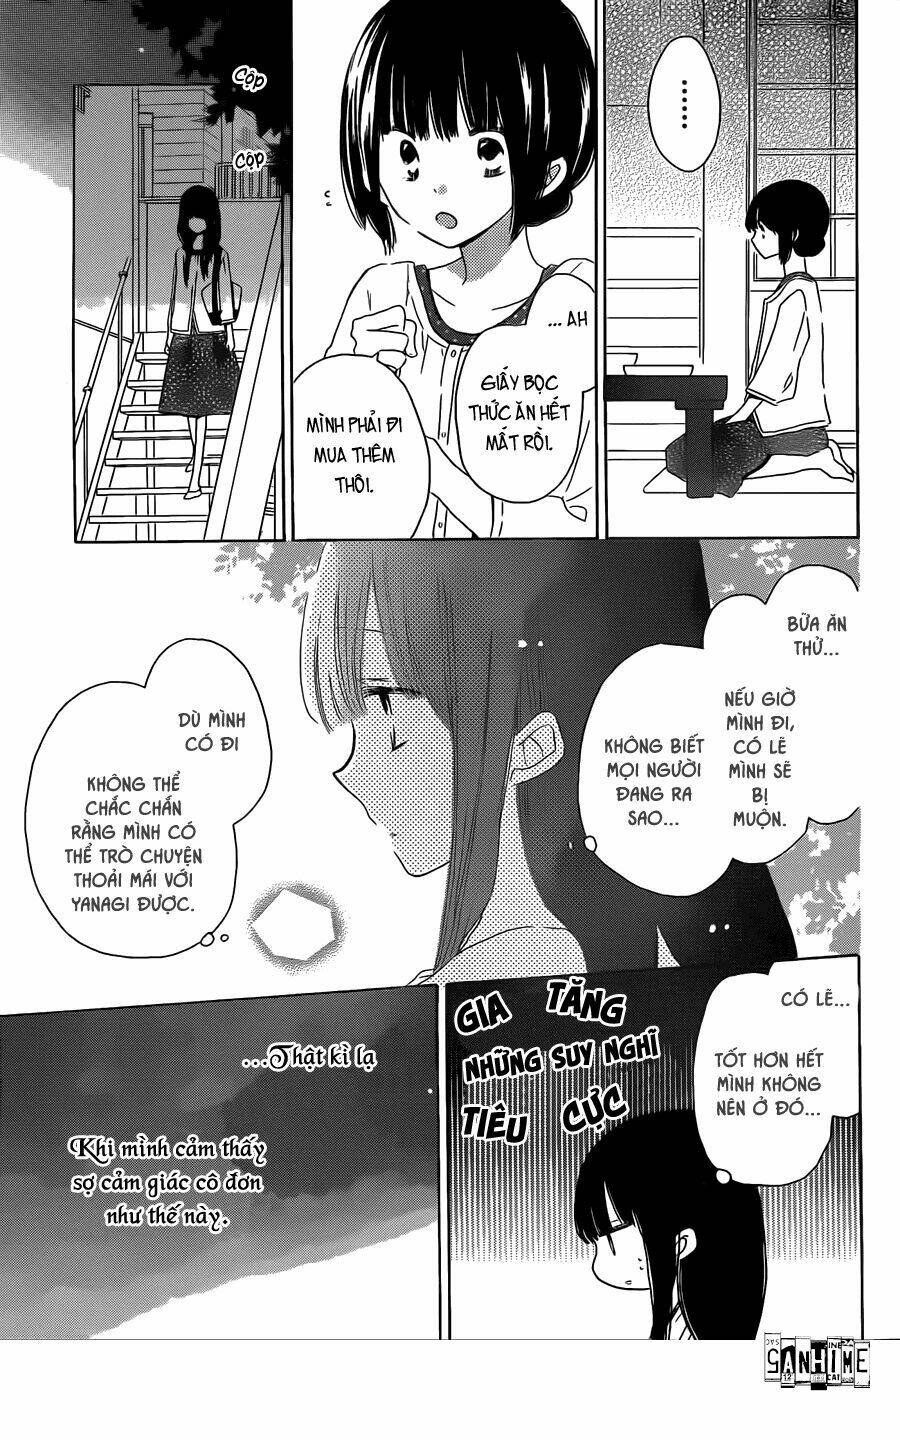 ........
... AH
GIẤY BỌC
THỨC ĂN HẾT
MẤT RỒI.
MÌNH PHẢI ĐI
MUA THÊM
THÔI.
CỘP
CỘP
BỮA ĂN
THỬ...
NẾU GIỜ
MÌNH ĐI,
CÓ LẼ
MÌNH SẼ
BỊ
MUỘN.
KHÔNG BIẾT
MỌI NGƯỜI
ĐANG RA
SAO...
DÙ MÌNH
CÓ ĐI
KHÔNG THỂ
CHẮC CHẮN
RẰNG MÌNH CÓ
THỂ TRÒ CHUYỆN
THOẢI MÁI VỚI
YANAGI ĐƯỢC.
CÓ LẼ...
TỐT HƠN HẾT
MÌNH KHÔNG
NÊN Ở ĐÓ...
GIA TĂNG
NHỮNG SUY NGHĨ
TIÊU CỰC
...Thật kì lạ
Khi mình cảm thấy
sợ cảm giác cô đơn
như thế này.
SANHIME